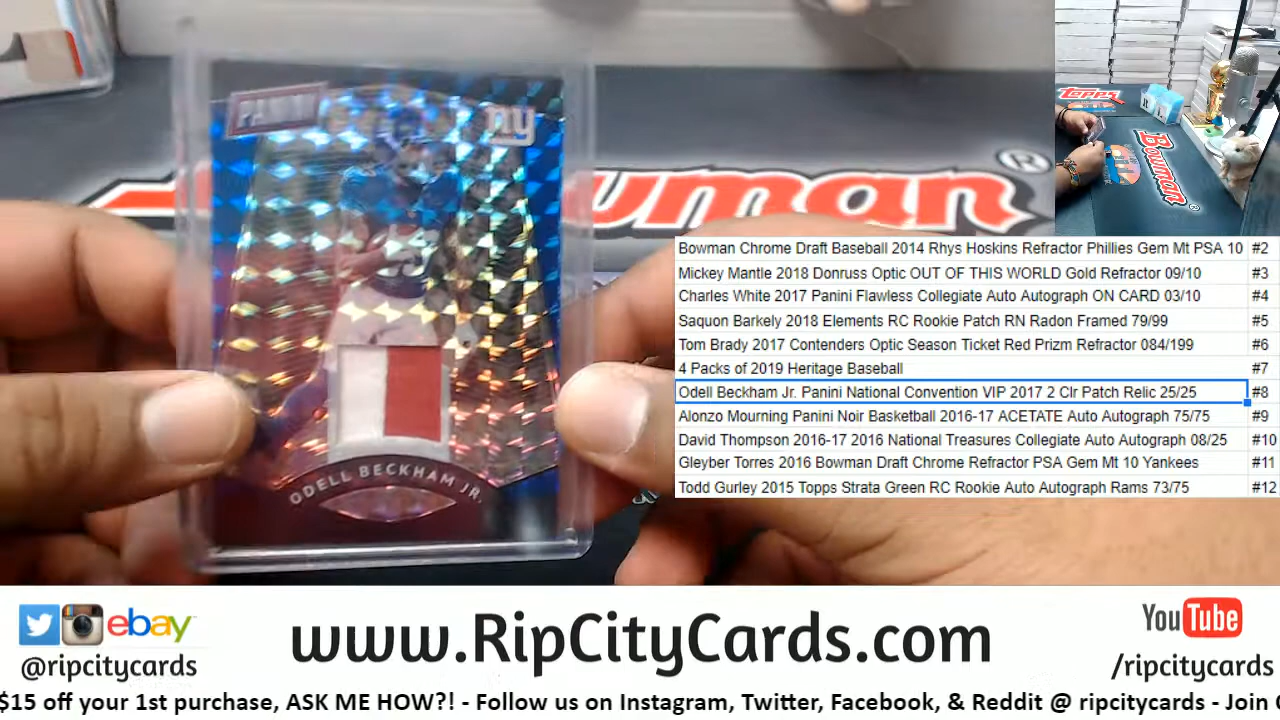 PANINI
ny
ODELL BECKHAM JR.
Bowman
®
Topps
Bowman
Bowman Chrome Draft Baseball 2014 Rhys Hoskins Refractor Phillies Gem Mt PSA 10 #2
Mickey Mantle 2018 Donruss Optic OUT OF THIS WORLD Gold Refractor 09/10 #3
Charles White 2017 Panini Flawless Collegiate Auto Autograph ON CARD 03/10 #4
Saquon Barkely 2018 Elements RC Rookie Patch RN Radon Framed 79/99 #5
Tom Brady 2017 Contenders Optic Season Ticket Red Prizm Refractor 084/199 #6
4 Packs of 2019 Heritage Baseball #7
Odell Beckham Jr. Panini National Convention VIP 2017 2 Clr Patch Relic 25/25 #8
Alonzo Mourning Panini Noir Basketball 2016-17 ACETATE Auto Autograph 75/75 #9
David Thompson 2016-17 2016 National Treasures Collegiate Auto Autograph 08/25 #10
Gleyber Torres 2016 Bowman Draft Chrome Refractor PSA Gem Mt 10 Yankees #11
Todd Gurley 2015 Topps Strata Green RC Rookie Auto Autograph Rams 73/75 #12
ebay
@ripcitycards
www.RipCityCards.com
YouTube
/ripcitycards
$15 off your 1st purchase, ASK ME HOW?! - Follow us on Instagram, Twitter, Facebook, & Reddit @ ripcitycards - Join